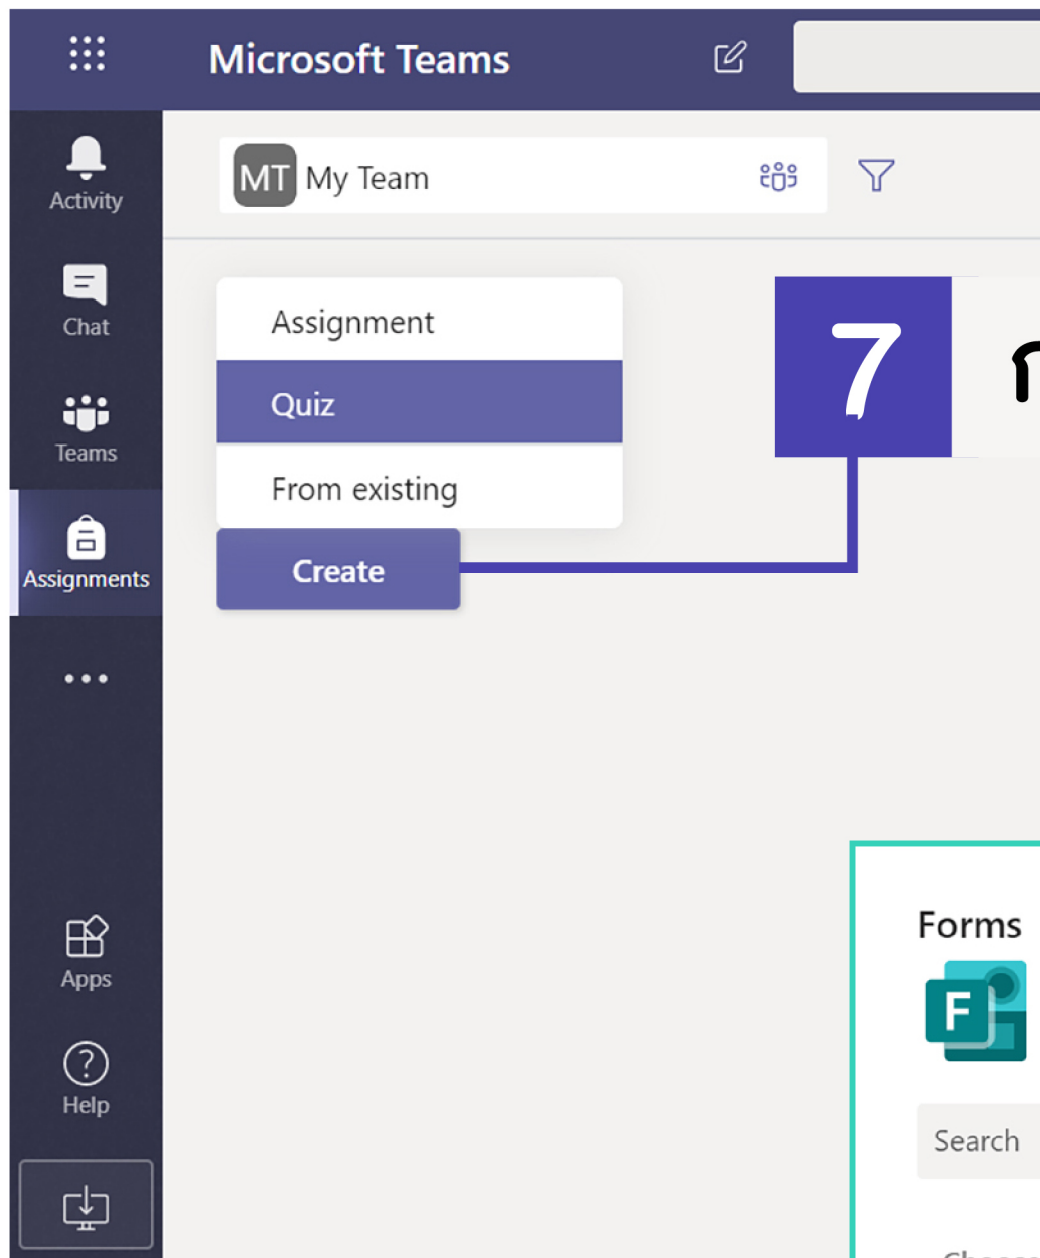 Microsoft Teams
Activity
Chat
Teams
Assignments
Apps
Help
MT My Team
Assignment
Quiz
From existing
Create
7
Forms
F
Search